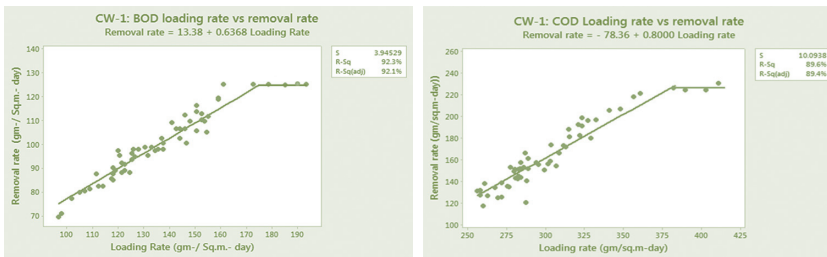 CW-1: BOD loading rate vs removal rate
Removal rate = 13.38 + 0.6368 Loading Rate
S 3.94529
R-Sq 92.3%
R-Sq(adj) 92.1%
Removal rate (gm-/ Sq.m.- day)
140
130
120
110
100
90
80
70
100 110 120 130 140 150 160 170 180 190
Loading Rate (gm-/ Sq.m.- day)
CW-1: COD Loading rate vs removal rate
Removal rate = - 78.36 + 0.8000 Loading rate
S 10.0938
R-Sq 89.6%
R-Sq(adj) 89.4%
Removal rate (gm/sq.m-day))
260
240
220
200
180
160
140
120
100
250 275 300 325 350 375 400 425
Loading rate (gm/sq.m-day)